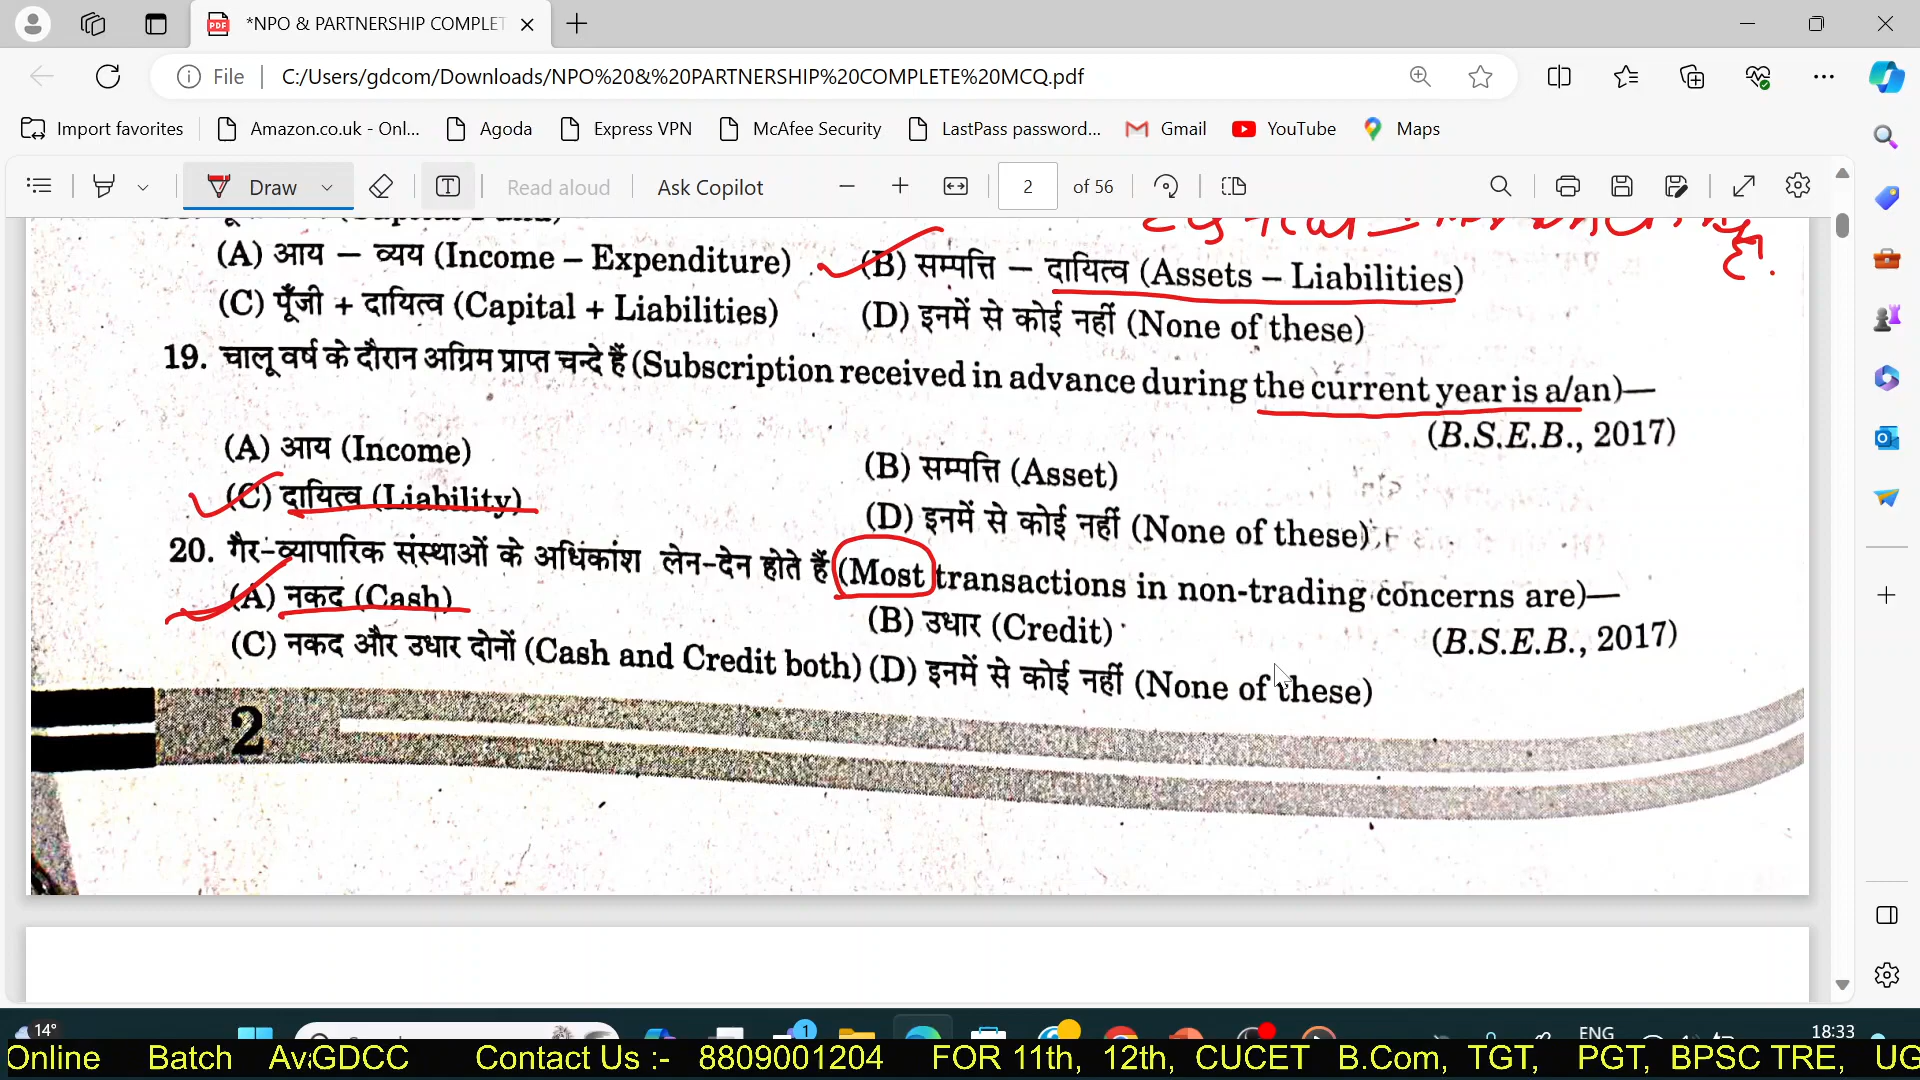 *NPO & PARTNERSHIP COMPLET
File C:/Users/gdcom/Downloads/NPO%20&%20PARTNERSHIP%20COMPLETE%20MCQ.pdf
Import favorites Amazon.co.uk - Onl... Agoda Express VPN McAfee Security LastPass password... Gmail YouTube Maps
Draw Read aloud Ask Copilot 2 of 56
(A) आय – व्यय (Income – Expenditure) (B) सम्पत्ति – दायित्व (Assets – Liabilities)
(C) पूँजी + दायित्व (Capital + Liabilities) (D) इनमें से कोई नहीं (None of these)
19. चालू वर्ष के दौरान अग्रिम प्राप्त चन्दे हैं (Subscription received in advance during the current year is a/an)—
(B.S.E.B., 2017)
(A) आय (Income) (B) सम्पत्ति (Asset)
(C) दायित्व (Liability) (D) इनमें से कोई नहीं (None of these)
20. गैर-व्यापारिक संस्थाओं के अधिकांश लेन-देन होते हैं (Most transactions in non-trading concerns are)—
(A) नकद (Cash) (B) उधार (Credit) (B.S.E.B., 2017)
(C) नकद और उधार दोनों (Cash and Credit both) (D) इनमें से कोई नहीं (None of these)
2
14° 1 ENG 18:33
Online Batch Av GDCC Contact Us :- 8809001204 FOR 11th, 12th, CUCET B.Com, TGT, PGT, BPSC TRE, UG